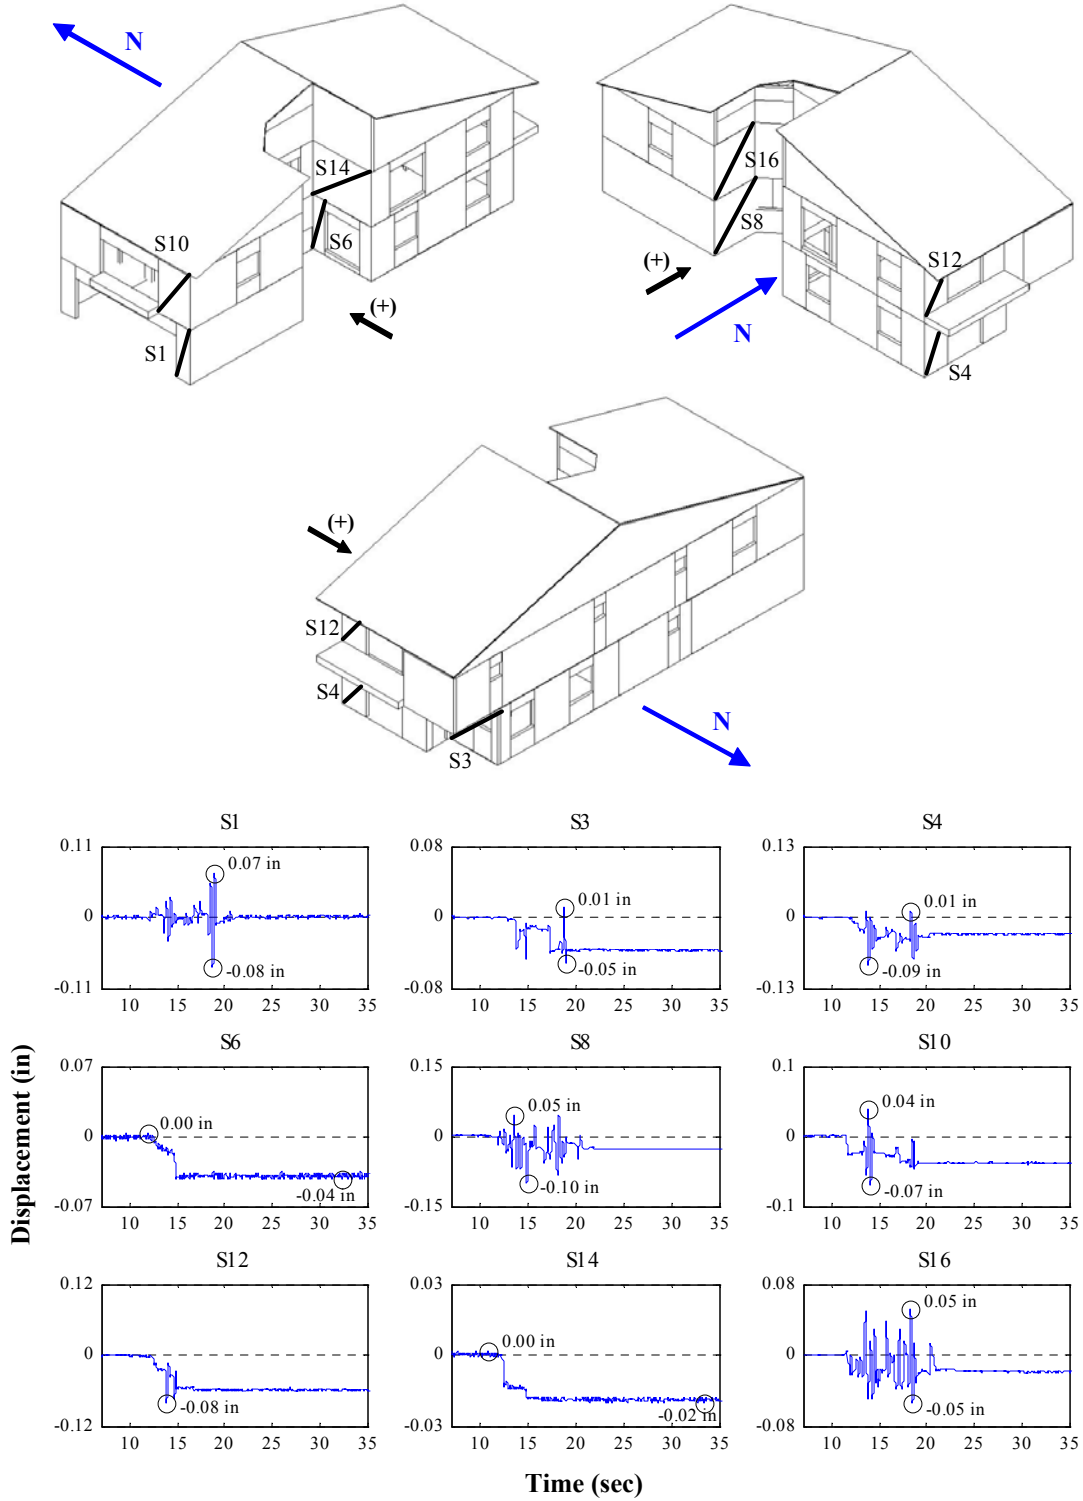 N
S14
S10
S6
(+)
S1
S16
S8
(+)
S12
N
S4
(+)
S12
S4
N
S3
S1
0.11
0
-0.11
0.07 in
-0.08 in
10 15 20 25 30 35
S3
0.08
0
-0.08
0.01 in
-0.05 in
10 15 20 25 30 35
S4
0.13
0
-0.13
0.01 in
-0.09 in
10 15 20 25 30 35
S6
0.07
0
-0.07
0.00 in
-0.04 in
10 15 20 25 30 35
S8
0.15
0
-0.15
0.05 in
-0.10 in
10 15 20 25 30 35
S10
0.1
0
-0.1
0.04 in
-0.07 in
10 15 20 25 30 35
S12
0.12
0
-0.12
-0.08 in
10 15 20 25 30 35
S14
0.03
0
-0.03
0.00 in
-0.02 in
10 15 20 25 30 35
S16
0.08
0
-0.08
0.05 in
-0.05 in
10 15 20 25 30 35
Displacement (in)
Time (sec)